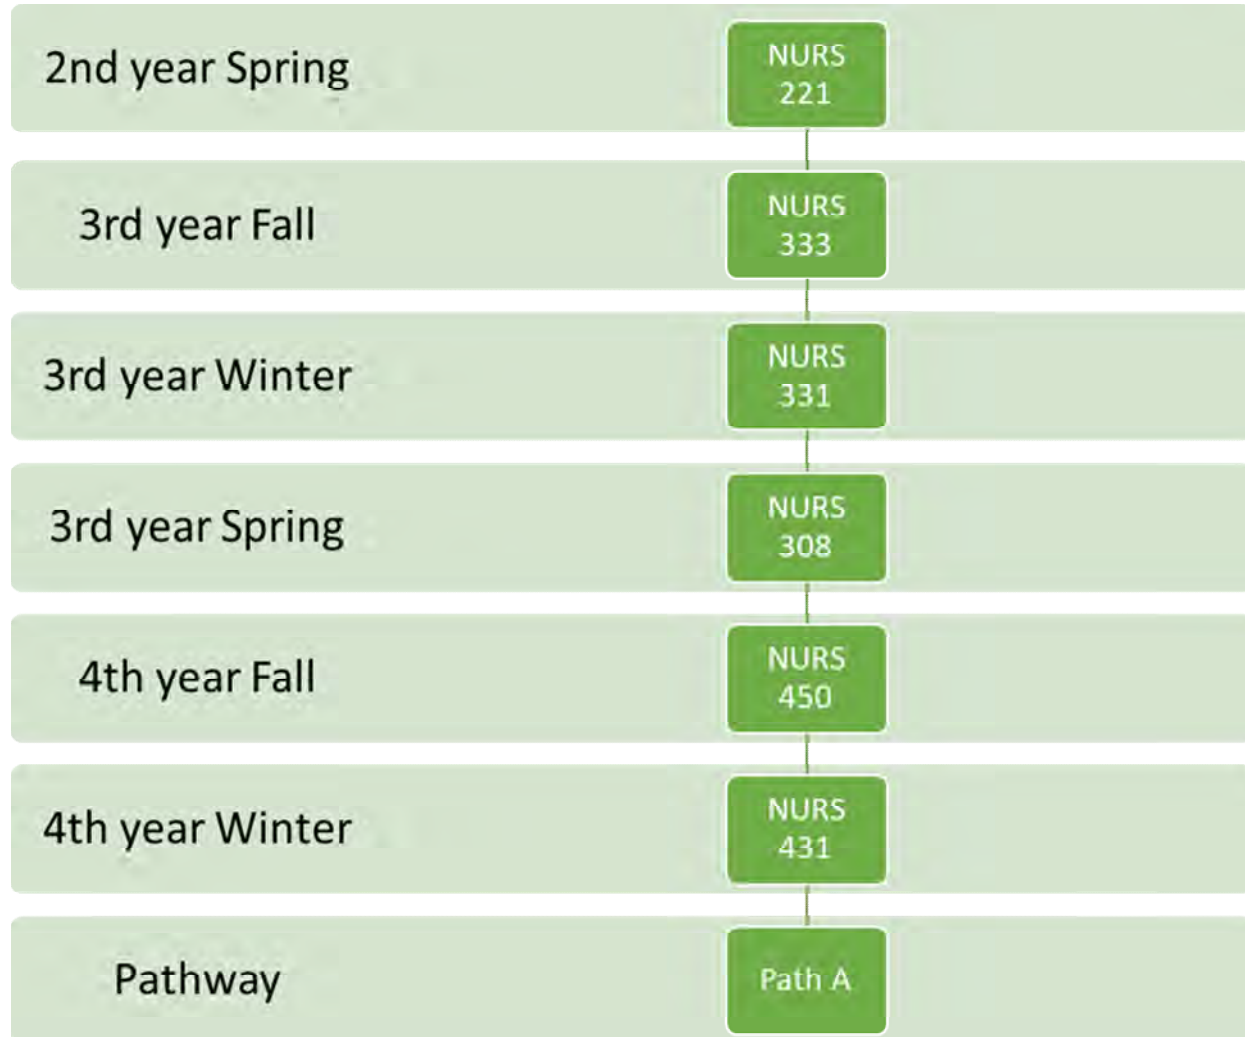 2nd year Spring
NURS
221
3rd year Fall
NURS
333
3rd year Winter
NURS
331
3rd year Spring
NURS
308
4th year Fall
NURS
450
4th year Winter
NURS
431
Pathway
Path A